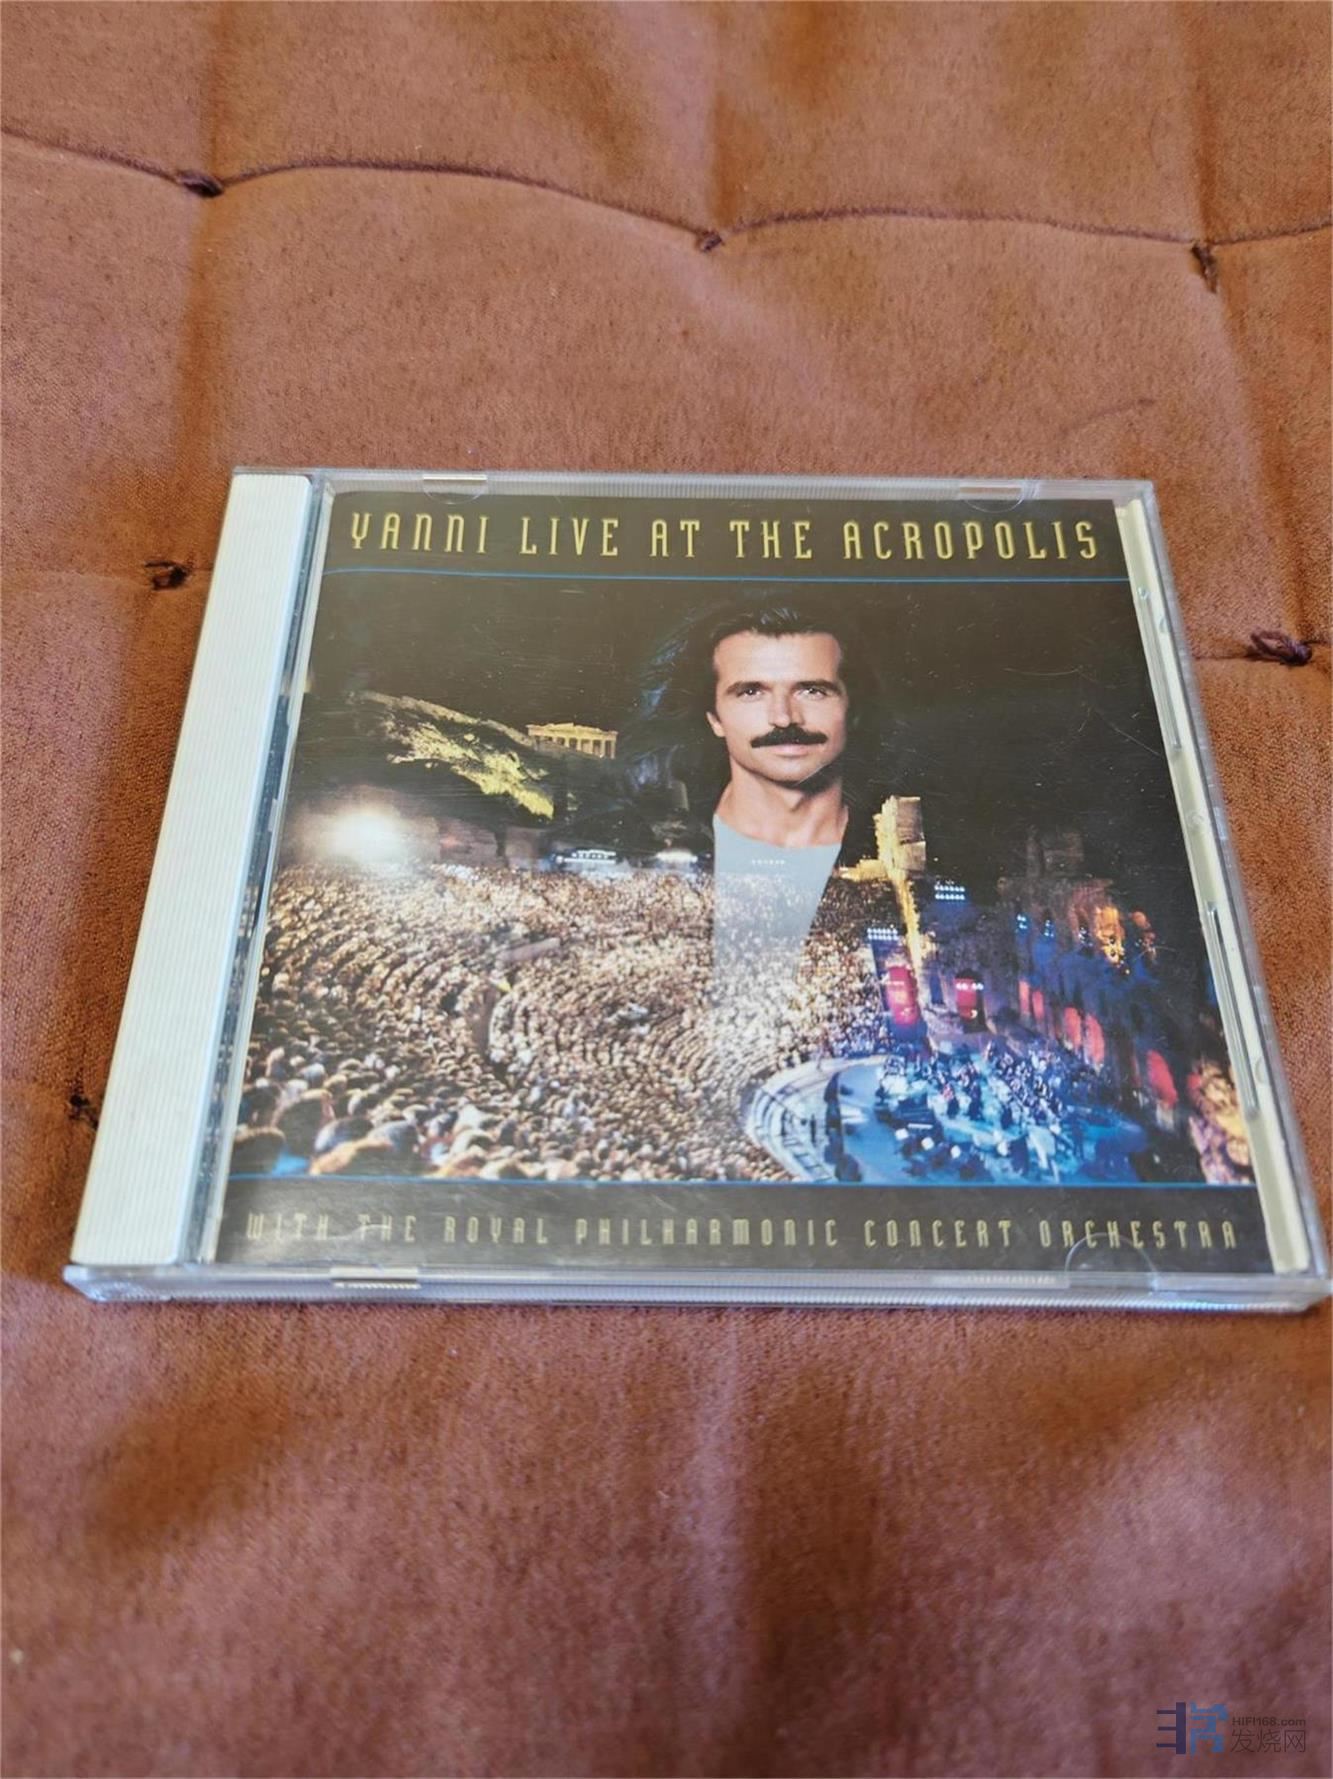 YANNI LIVE AT THE ACROPOLIS
WITH THE ROYAL PHILHARMONIC CONCERT ORCHESTRA
HIFI168.com
发烧网